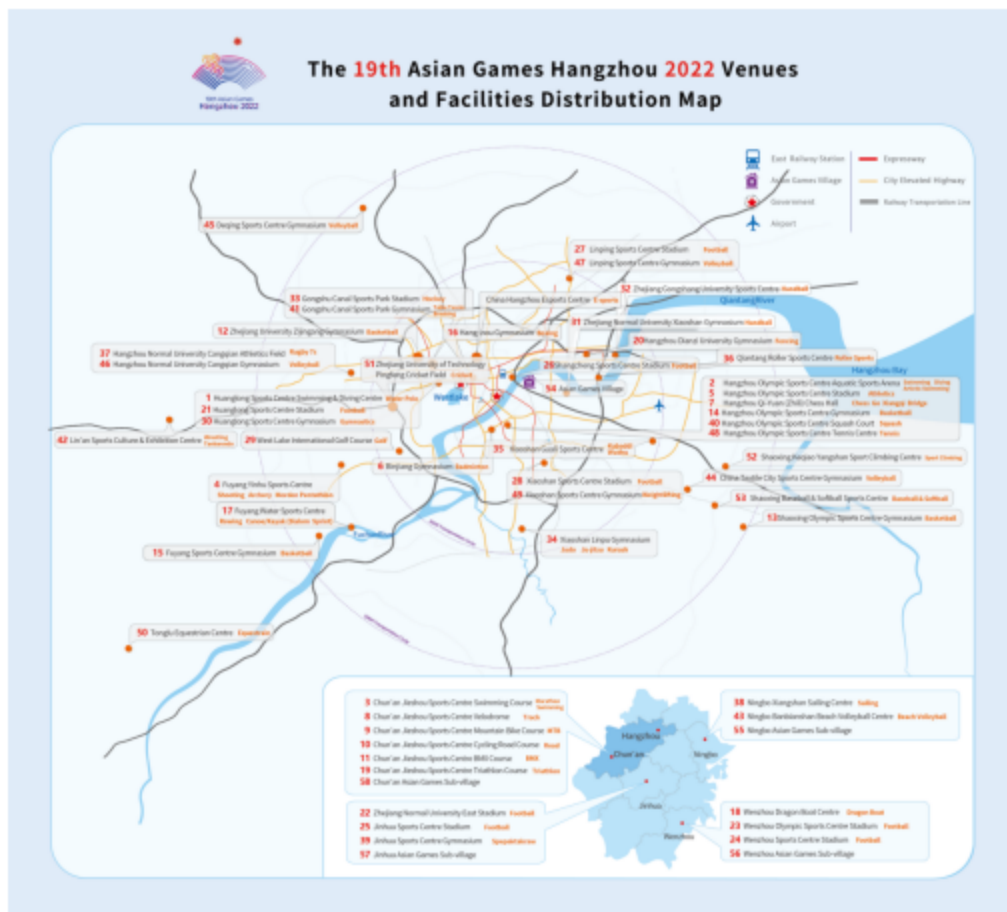 The 19th Asian Games Hangzhou 2022 Venues
and Facilities Distribution Map
19th Asian Games
Hangzhou 2022
East Railway Station
Expressway
Asian Games Village
City Elevated Highway
Government
Railway Transportation Line
Airport
45 Deqing Sports Centre Gymnasium Volleyball
27 Linping Sports Centre Stadium Football
47 Linping Sports Centre Gymnasium Volleyball
32 Zhejiang Gongshang University Sports Centre Handball
QiantangRiver
33 Gongshu Canal Sports Park Stadium Hockey
Gongshu Canal Sports Park Gymnasium
China Hangzhou Esports Centre E-sports
31 Zhejiang Normal University Xiaoshan Gymnasium Handball
12 Zhejiang University Zijingang Gymnasium Basketball
16 Hangzhou Gymnasium Boxing
20 Hangzhou Dianzi University Gymnasium Fencing
37 Hangzhou Normal University Cangqian Athletics Field Rugby 7s
46 Hangzhou Normal University Cangqian Gymnasium Volleyball
51 Zhejiang University of Technology
Pingfeng Cricket Field Cricket
26 Shangcheng Sports Centre Stadium Football
36 Qiantang Roller Sports Centre Roller Sports
Hangzhou Bay
54 Asian Games Village
WestLake
2 Hangzhou Olympic Sports Centre Aquatic Sports Arena Swimming Diving
Artistic Swimming
5 Hangzhou Olympic Sports Centre Stadium Athletics
7 Hangzhou Qi-Yuan (Zhili) Chess Hall Chess Go Xiangqi Bridge
14 Hangzhou Olympic Sports Centre Gymnasium Basketball
40 Hangzhou Olympic Sports Centre Squash Court Squash
48 Hangzhou Olympic Sports Centre Tennis Centre Tennis
1 Huanglong Sports Centre Swimming & Diving Centre Water Polo
21 Huanglong Sports Centre Stadium Football
30 Huanglong Sports Centre Gymnasium Gymnastics
42 Lin'an Sports Culture & Exhibition Centre Wrestling
Taekwondo
29 West Lake International Golf Course Golf
35 Xiaoshan Guali Sports Centre Kabaddi
Wushu
6 Binjiang Gymnasium Badminton
52 Shaoxing Keqiao Yangshan Sport Climbing Centre Sport Climbing
44 China Textile City Sports Centre Gymnasium Volleyball
4 Fuyang Yinhu Sports Centre
Shooting Archery Modern Pentathlon
28 Xiaoshan Sports Centre Stadium Football
49 Xiaoshan Sports Centre Gymnasium Weightlifting
53 Shaoxing Baseball & Softball Sports Centre Baseball & Softball
17 Fuyang Water Sports Centre
Rowing Canoe/Kayak (Slalom Sprint)
13 Shaoxing Olympic Sports Centre Gymnasium Basketball
34 Xiaoshan Linpu Gymnasium
Judo Ju-jitsu Kurash
15 Fuyang Sports Centre Gymnasium Basketball
50 Tonglu Equestrian Centre Equestrian
3 Chun'an Jieshou Sports Centre Swimming Course Marathon
Swimming
8 Chun'an Jieshou Sports Centre Velodrome Track
9 Chun'an Jieshou Sports Centre Mountain Bike Course MTB
10 Chun'an Jieshou Sports Centre Cycling Road Course Road
11 Chun'an Jieshou Sports Centre BMX Course BMX
19 Chun'an Jieshou Sports Centre Triathlon Course Triathlon
58 Chun'an Asian Games Sub-village
22 Zhejiang Normal University East Stadium Football
25 Jinhua Sports Centre Stadium Football
39 Jinhua Sports Centre Gymnasium Sepaktakraw
57 Jinhua Asian Games Sub-village
Hangzhou
Chun'an
Ningbo
Jinhua
Wenzhou
38 Ningbo Xiangshan Sailing Centre Sailing
43 Ningbo Banbianshan Beach Volleyball Centre Beach Volleyball
55 Ningbo Asian Games Sub-village
18 Wenzhou Dragon Boat Centre Dragon Boat
23 Wenzhou Olympic Sports Centre Stadium Football
24 Wenzhou Sports Centre Stadium Football
56 Wenzhou Asian Games Sub-village